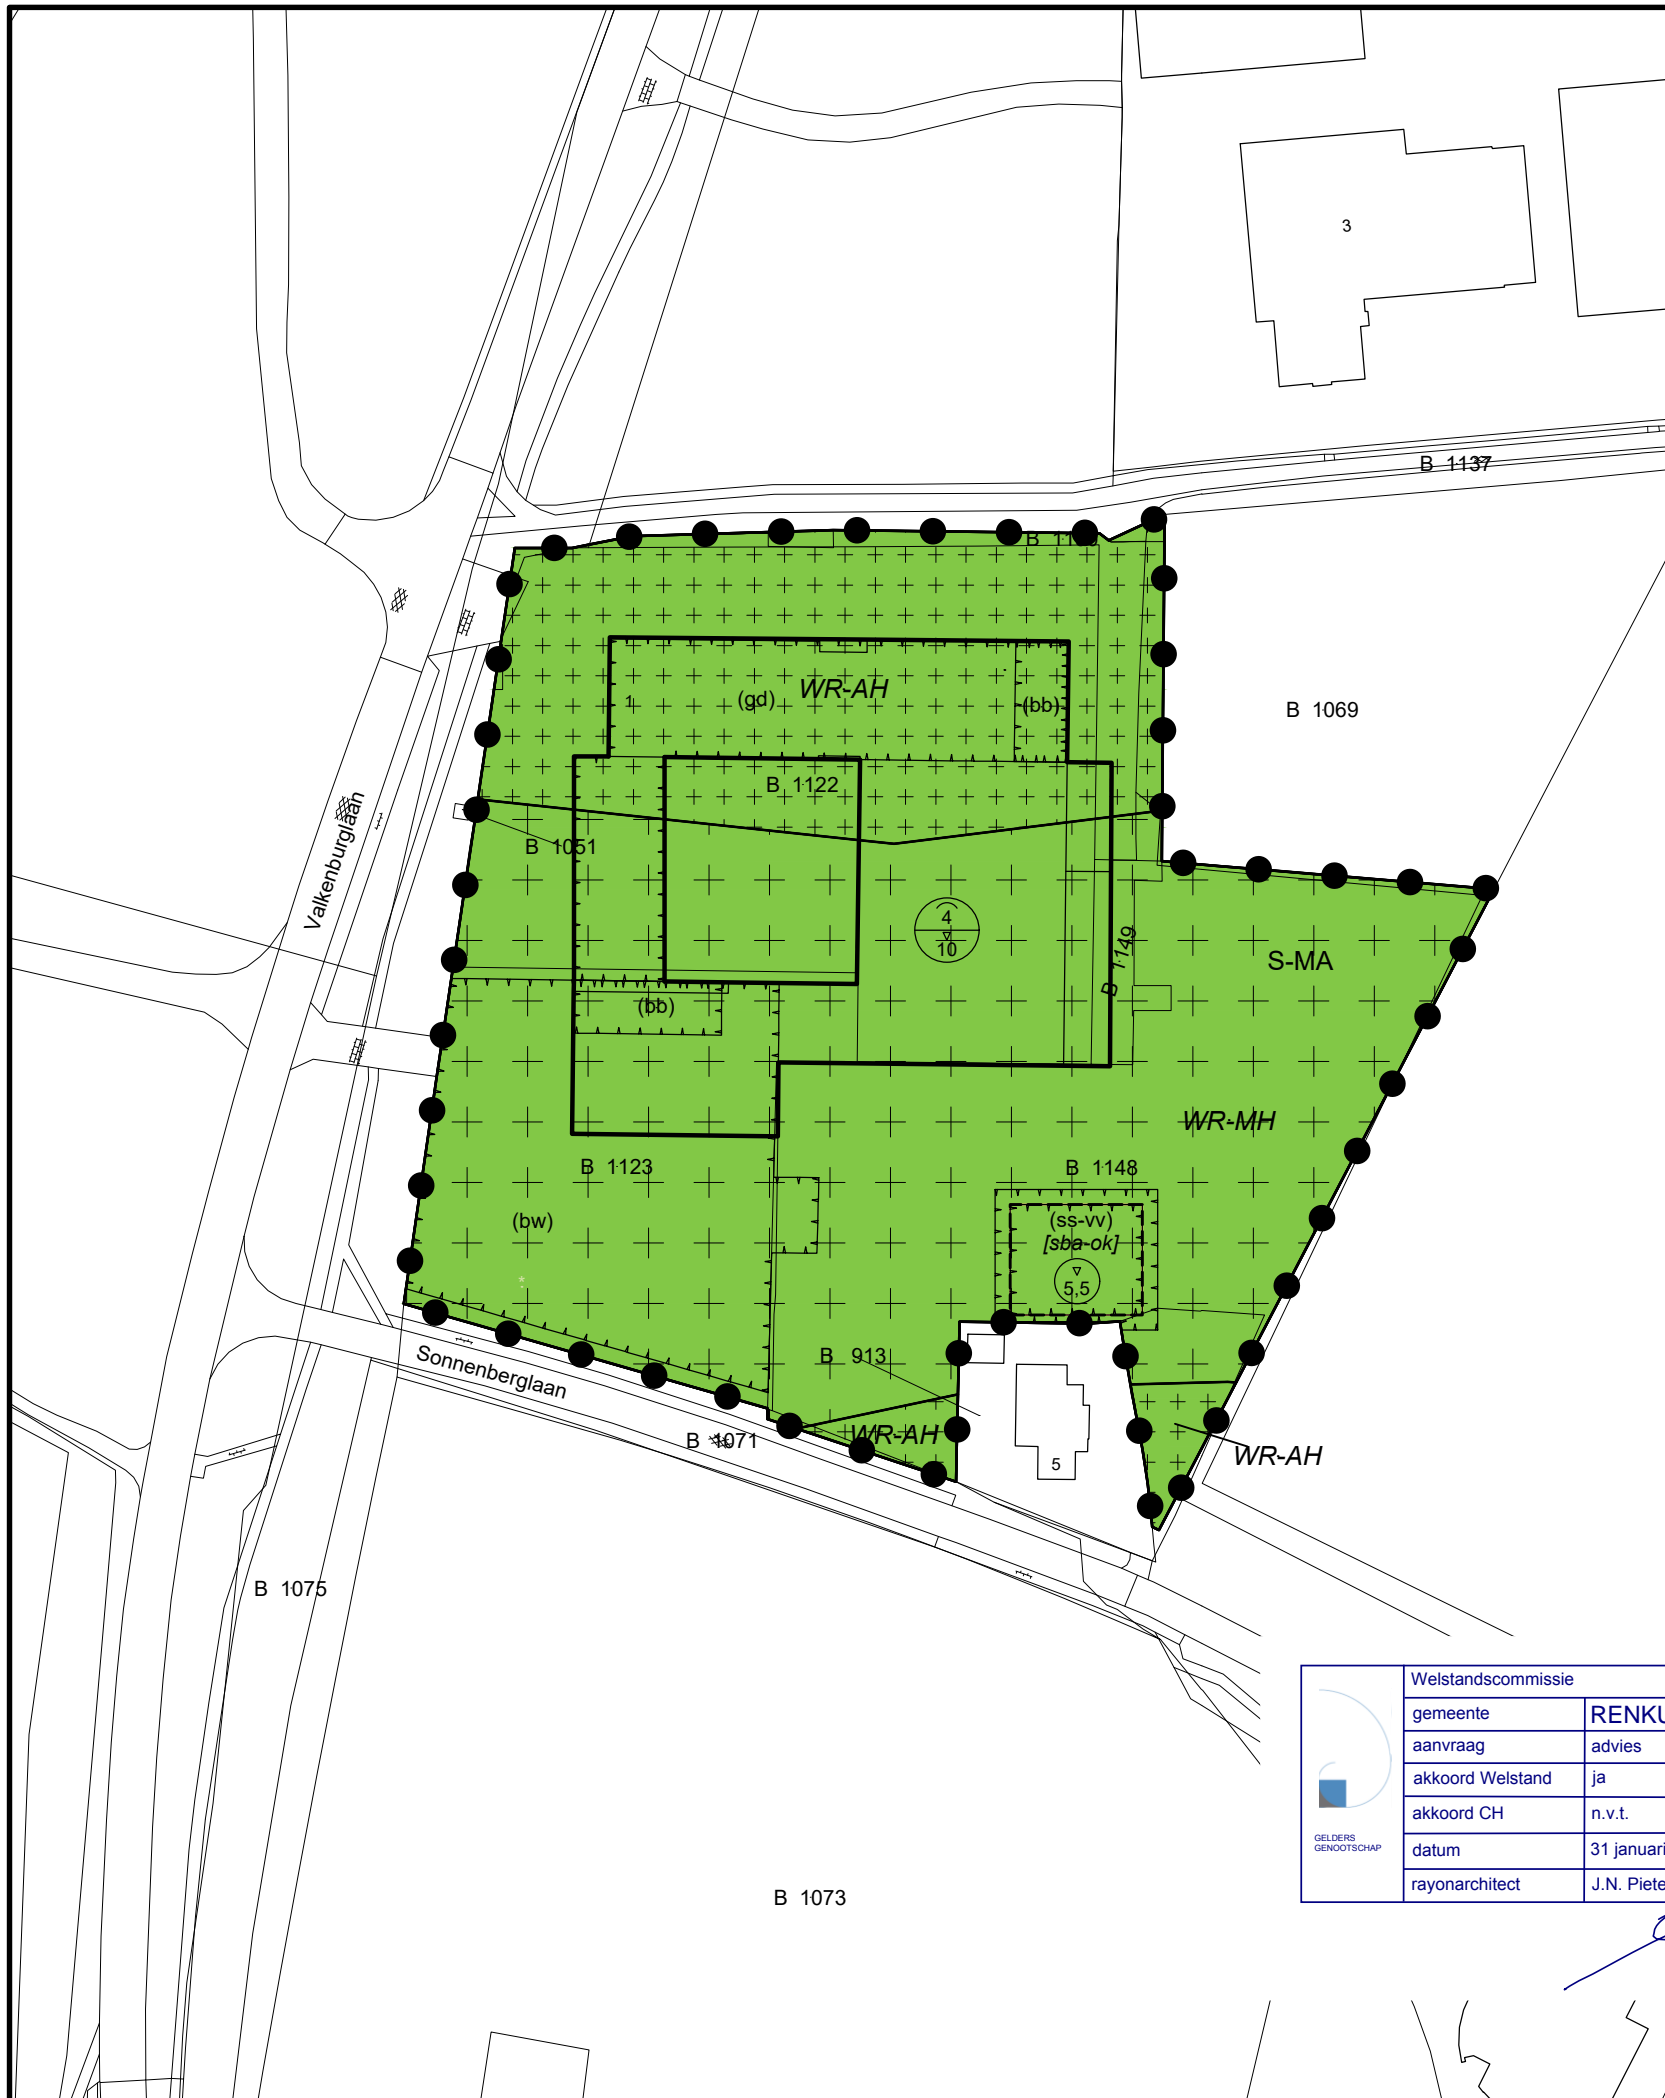 3
B 1137
WR-AH
(gd)
1
(bb)
B 1069
B 1122
B 1051
Valkenburglaan
4
10
B 1149
S-MA
(bb)
WR-MH
B 1123
B 1148
(bw)
(ss-vv)
[sba-ok]
5,5
B 913
Sonnenberglaan
B 1071
WR-AH
5
WR-AH
B 1075
B 1073
Welstandscommissie
gemeente
aanvraag advies
akkoord Welstand ja
akkoord CH n.v.t.
datum 31
rayonarchitect J.N.
GELDERS
GENOOTSCHAP